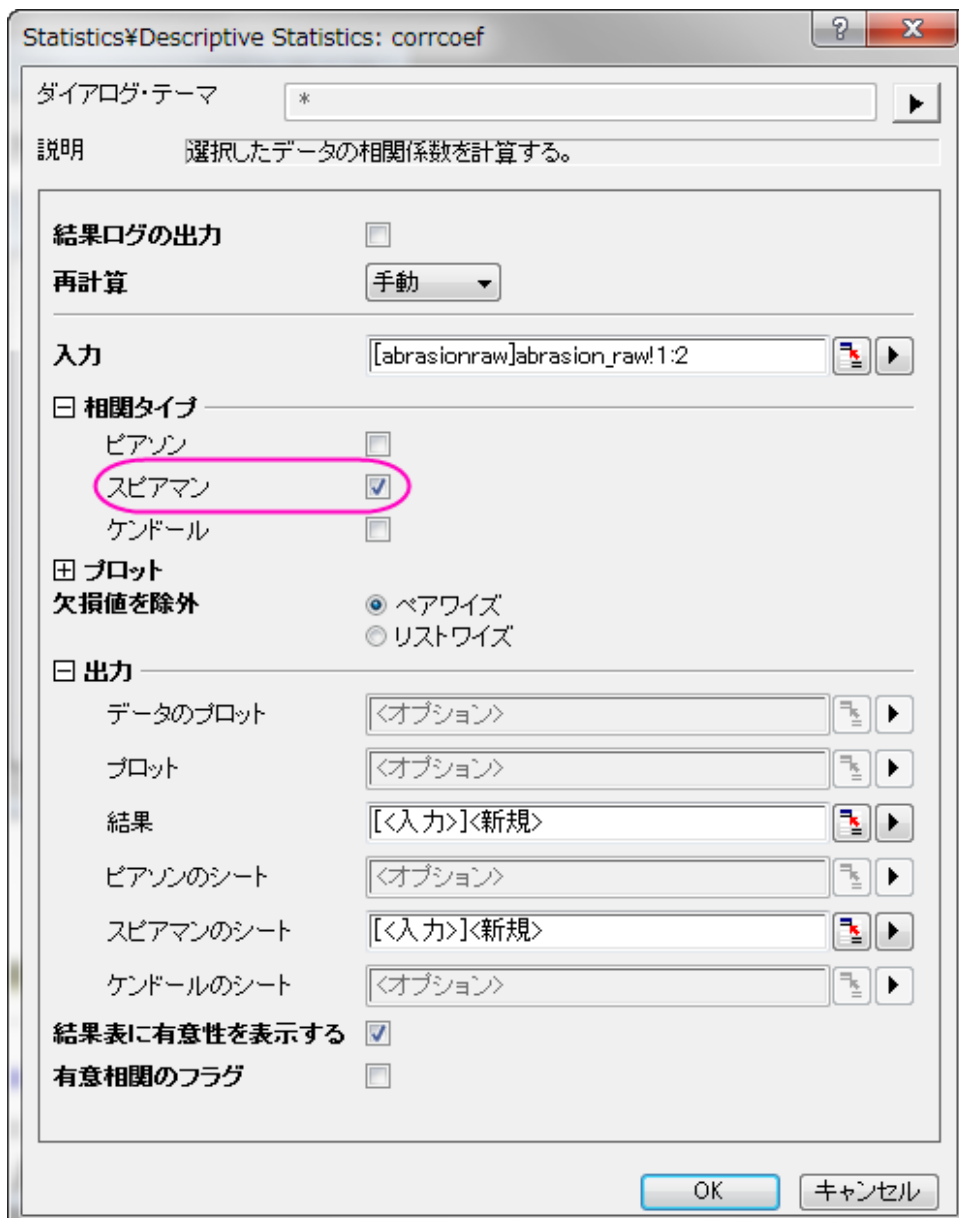 Statistics¥Descriptive Statistics: corrcoef
ダイアログ・テーマ *
説明 選択したデータの相関係数を計算する。
結果ログの出力
再計算 手動
入力 [abrasionraw]abrasion_raw!1:2
相関タイプ
ピアソン
スピアマン
ケンドール
プロット
欠損値を除外 ペアワイズ
リストワイズ
出力
データのプロット <オプション>
プロット <オプション>
結果 [<入力>]<新規>
ピアソンのシート <オプション>
スピアマンのシート [<入力>]<新規>
ケンドールのシート <オプション>
結果表に有意性を表示する
有意相関のフラグ
OK キャンセル